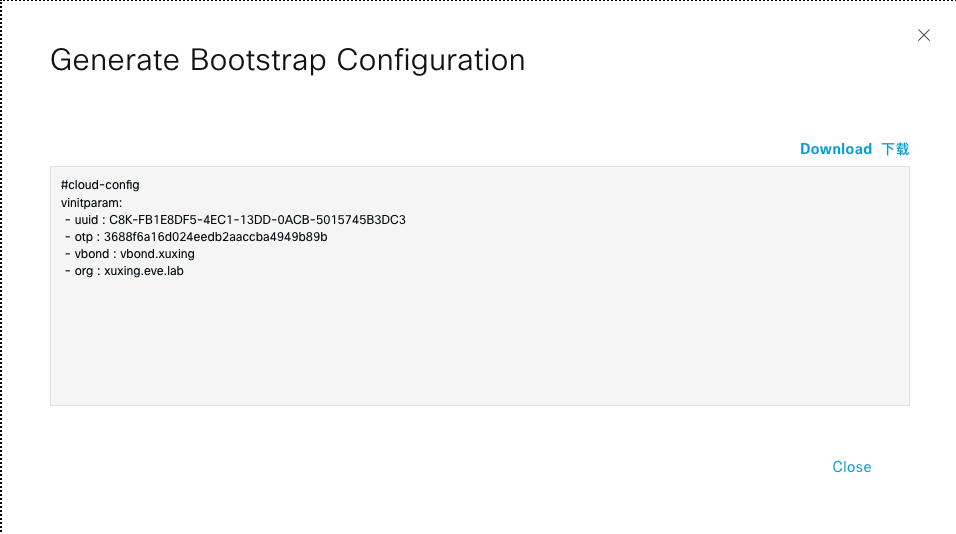 Generate Bootstrap Configuration
Download 下载
#cloud-config
vinitparam:
- uuid : C8K-FB1E8DF5-4EC1-13DD-0ACB-5015745B3DC3
- otp : 3688f6a16d024eedb2aaccba4949b89b
- vbond : vbond.xuxing
- org : xuxing.eve.lab
Close